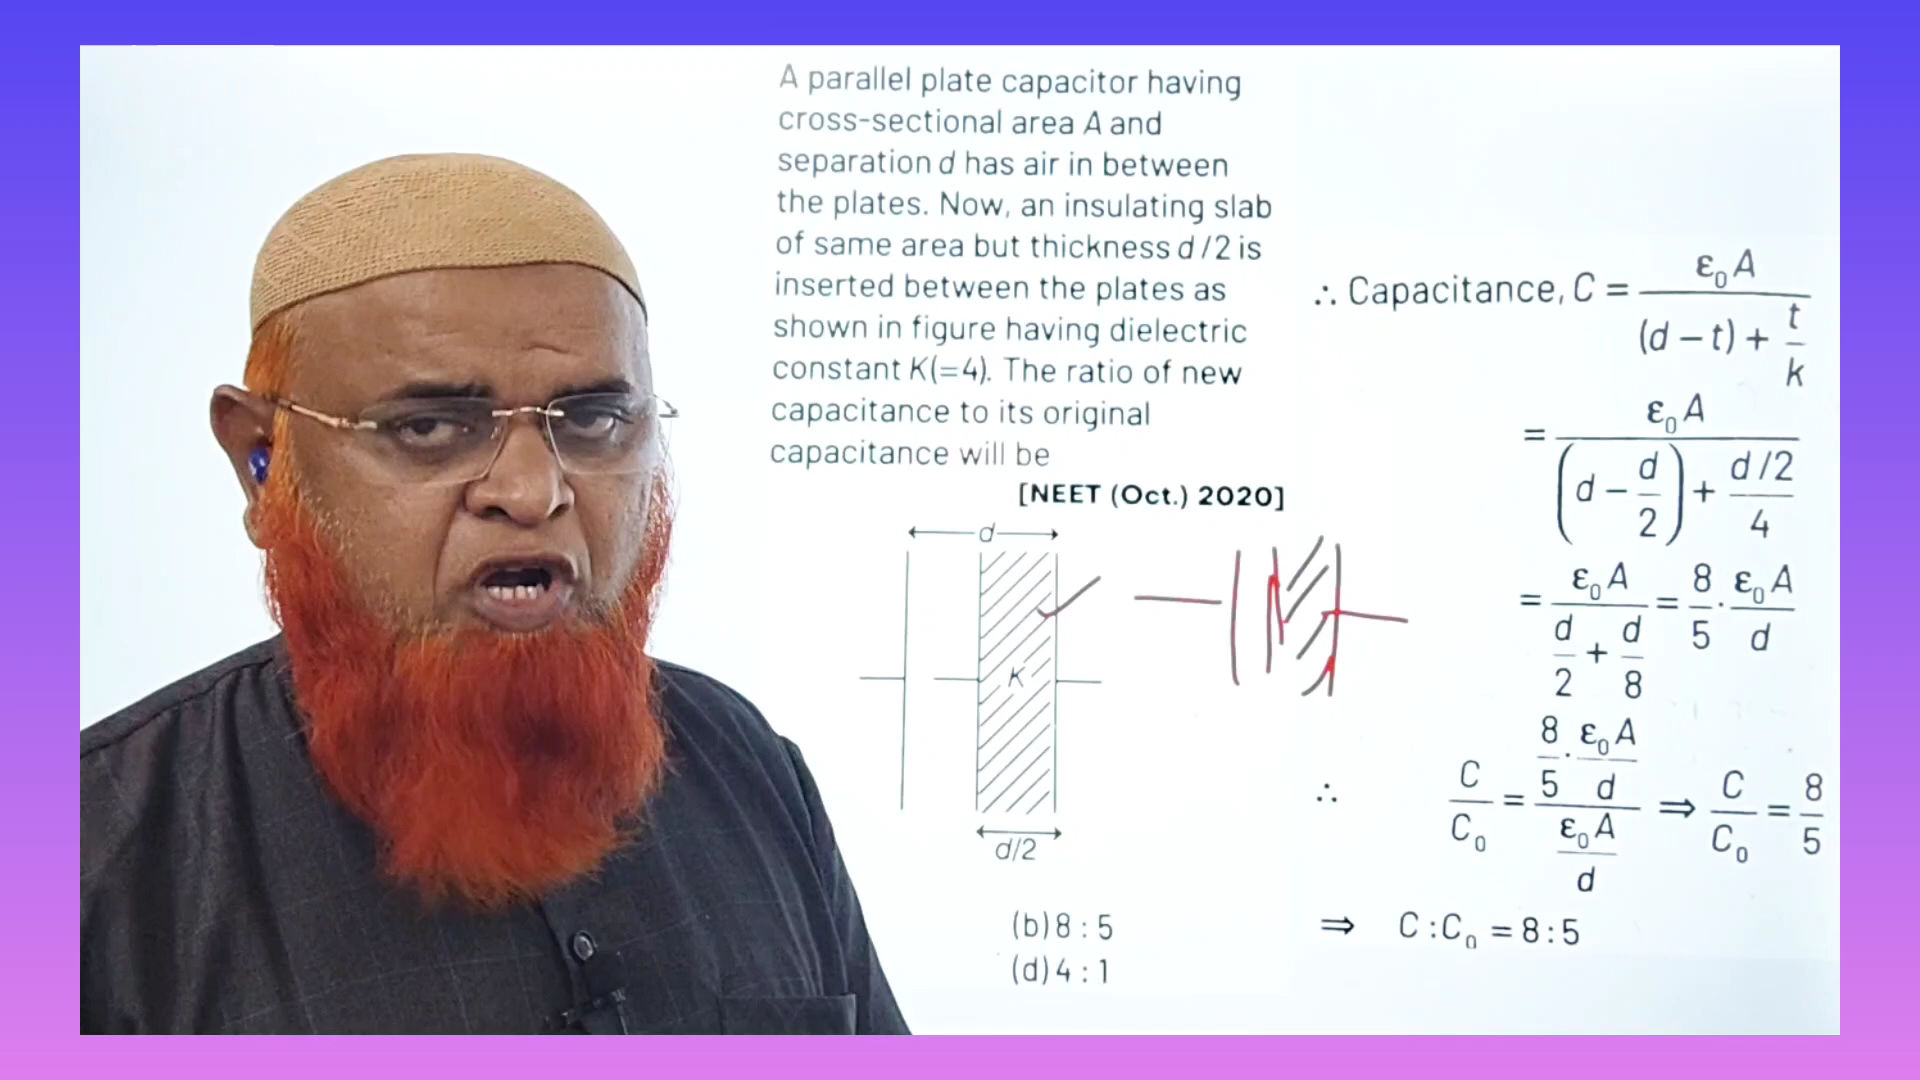 A parallel plate capacitor having
cross-sectional area A and
separation d has air in between
the plates. Now, an insulating slab
of same area but thickness d/2 is
inserted between the plates as
shown in figure having dielectric
constant K(=4). The ratio of new
capacitance to its original
capacitance will be
[NEET (Oct.) 2020]
d
K
d/2
(b) 8 : 5
(d) 4 : 1
∴ Capacitance, C = ε₀A / ((d – t) + t/k)
= ε₀A / ((d – d/2) + (d/2)/4)
= ε₀A / (d/2 + d/8) = 8/5 · ε₀A/d
∴ C/C₀ = (8/5 · ε₀A/d) / (ε₀A/d) ⇒ C/C₀ = 8/5
⇒ C : C₀ = 8 : 5